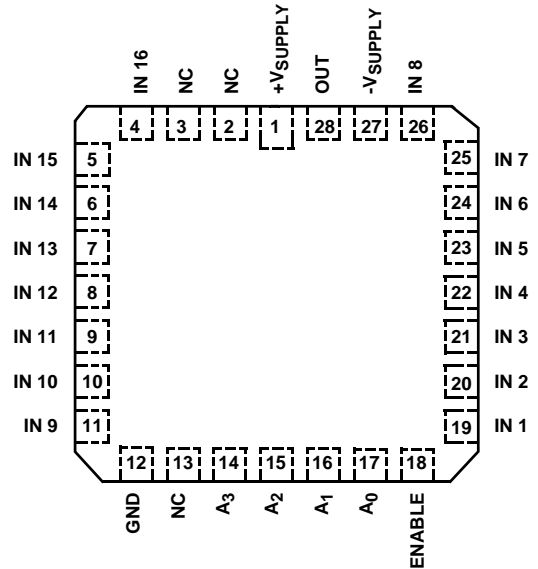 IN 16
NC
NC
+VSUPPLY
OUT
-VSUPPLY
IN 8
4
3
2
1
28
27
26
IN 15 5
25 IN 7
IN 14 6
24 IN 6
IN 13 7
23 IN 5
IN 12 8
22 IN 4
IN 11 9
21 IN 3
IN 10 10
20 IN 2
IN 9 11
19 IN 1
12
13
14
15
16
17
18
GND
NC
A3
A2
A1
A0
ENABLE